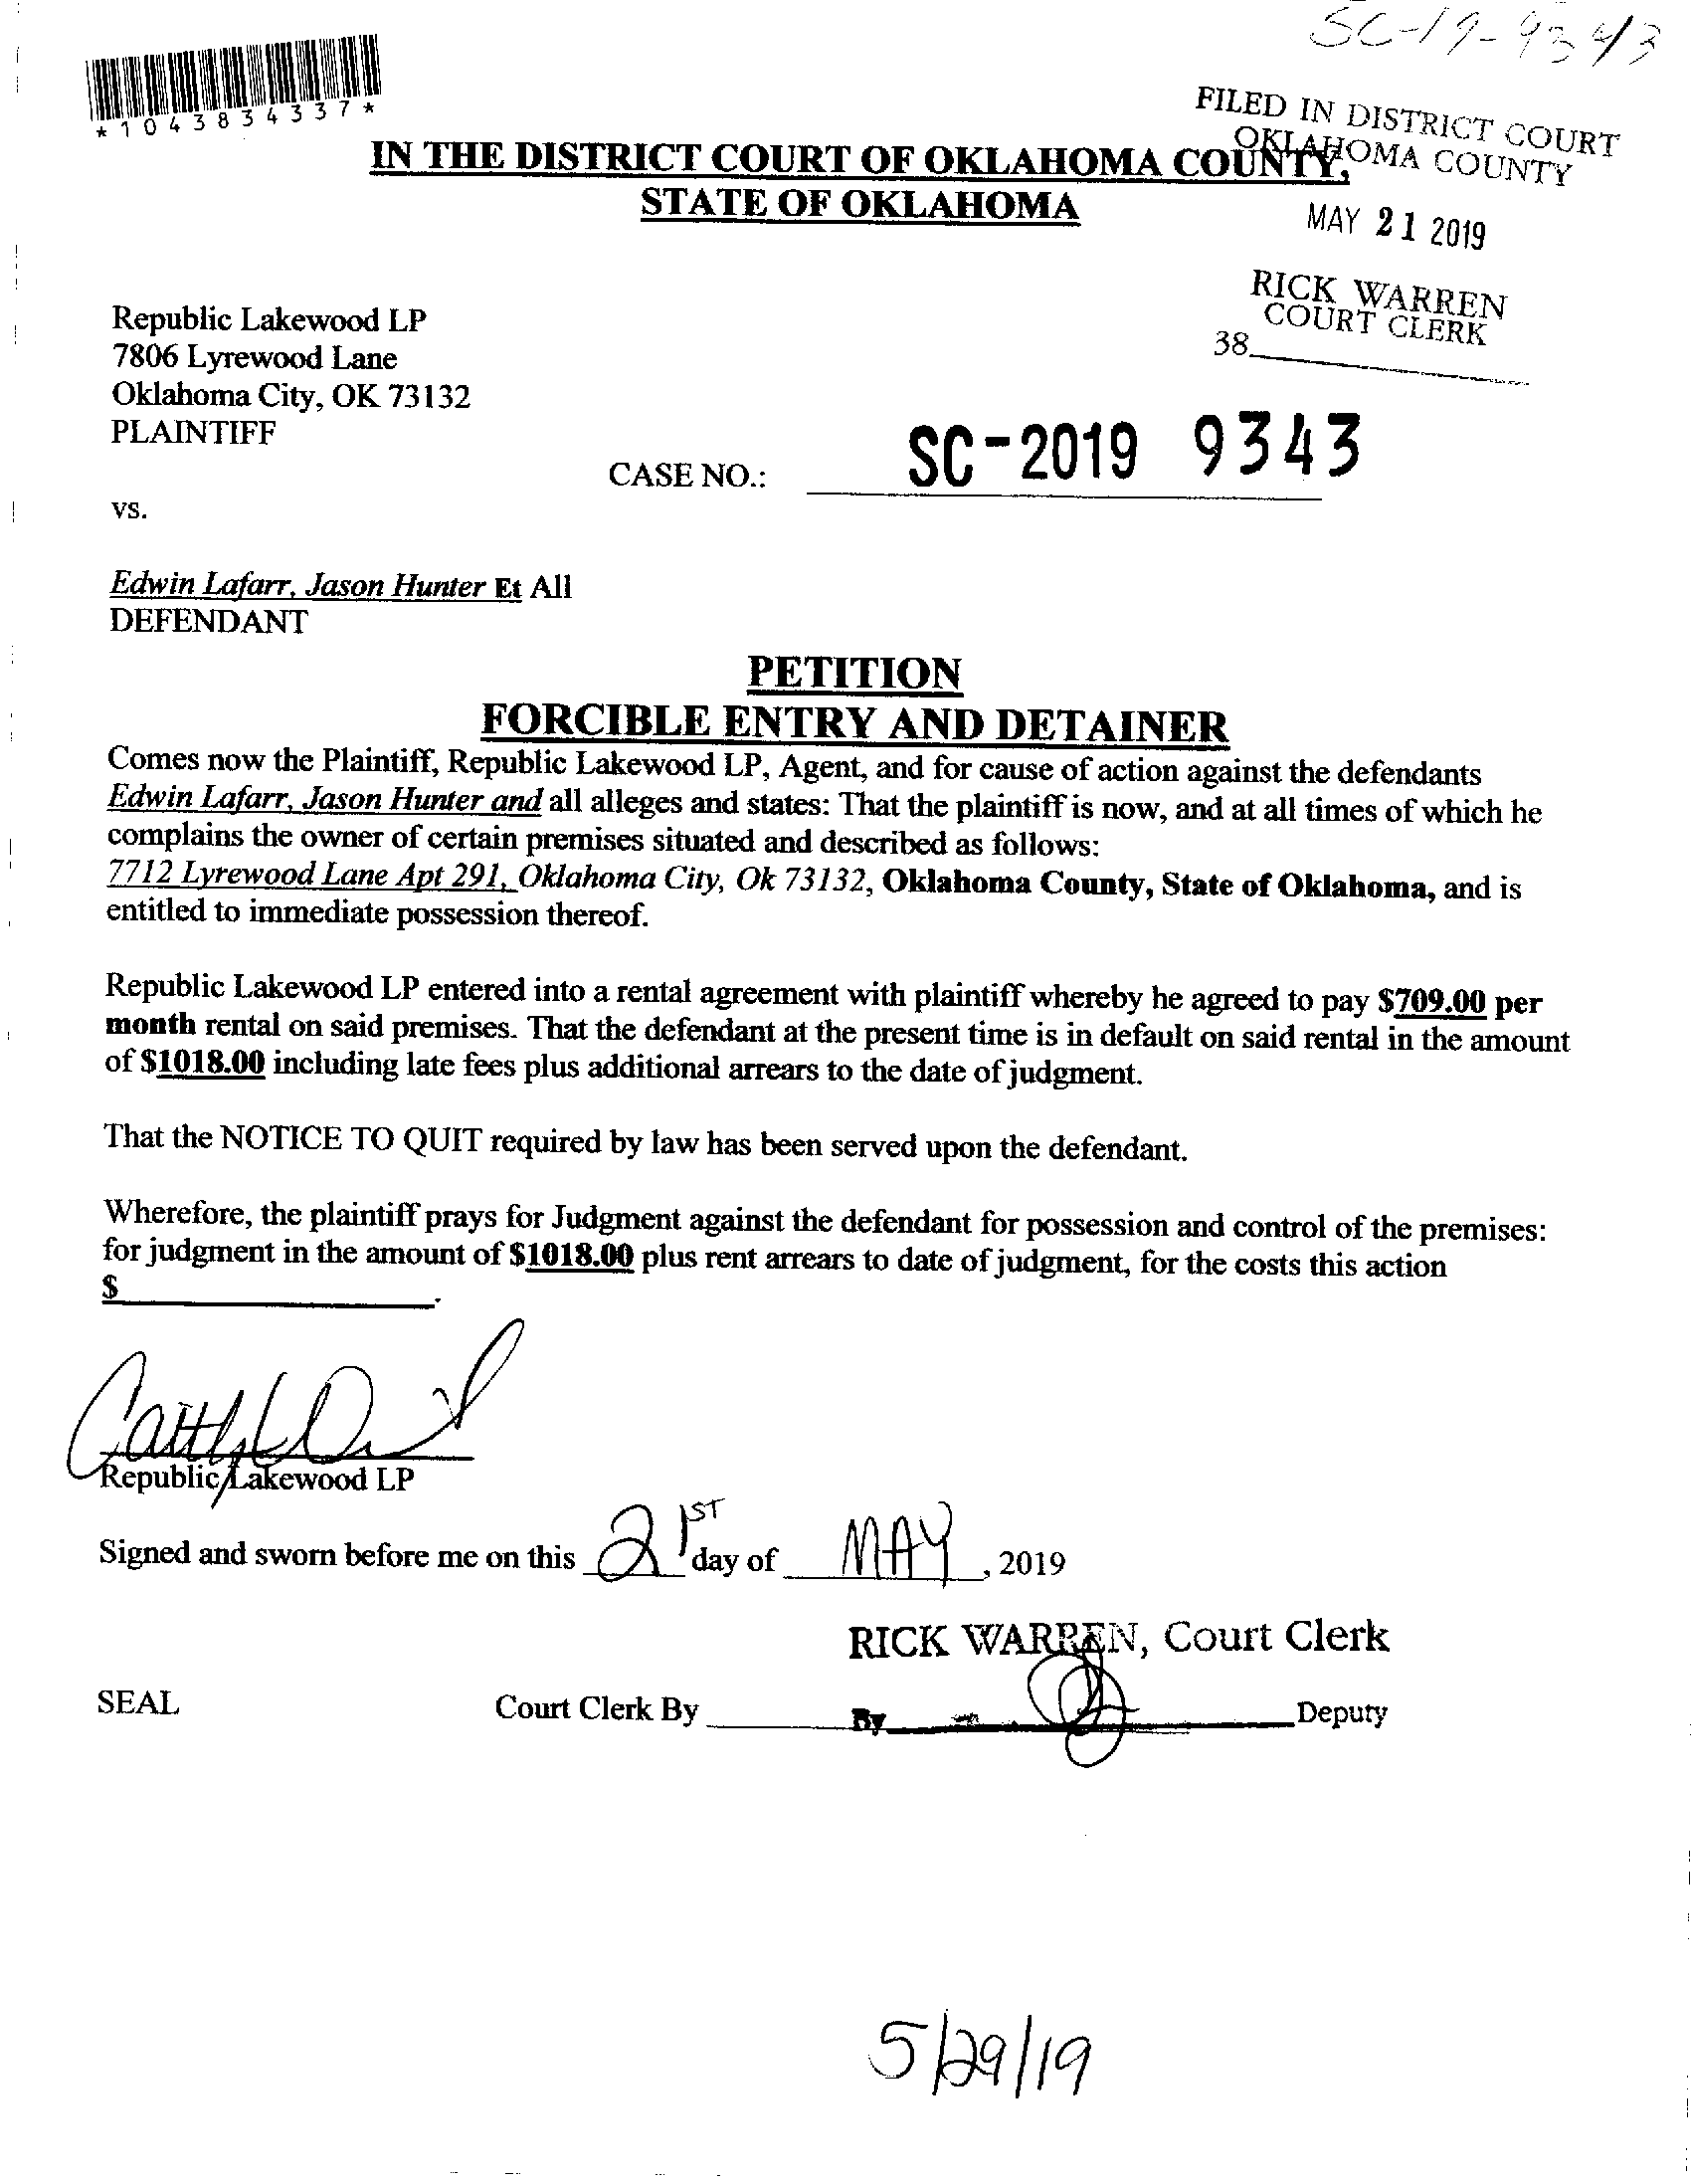 SC-19-9343
*1043834337*
FILED IN DISTRICT COURT
OKLAHOMA COUNTY
IN THE DISTRICT COURT OF OKLAHOMA COUNTY,
STATE OF OKLAHOMA
MAY 21 2019
RICK WARREN
COURT CLERK
38
Republic Lakewood LP
7806 Lyrewood Lane
Oklahoma City, OK 73132
PLAINTIFF
CASE NO.: SC-2019 9343
vs.
Edwin Lafarr, Jason Hunter Et All
DEFENDANT
PETITION
FORCIBLE ENTRY AND DETAINER
Comes now the Plaintiff, Republic Lakewood LP, Agent, and for cause of action against the defendants
Edwin Lafarr, Jason Hunter and all alleges and states: That the plaintiff is now, and at all times of which he
complains the owner of certain premises situated and described as follows:
7712 Lyrewood Lane Apt 291, Oklahoma City, Ok 73132, Oklahoma County, State of Oklahoma, and is
entitled to immediate possession thereof.
Republic Lakewood LP entered into a rental agreement with plaintiff whereby he agreed to pay $709.00 per
month rental on said premises. That the defendant at the present time is in default on said rental in the amount
of $1018.00 including late fees plus additional arrears to the date of judgment.
That the NOTICE TO QUIT required by law has been served upon the defendant.
Wherefore, the plaintiff prays for Judgment against the defendant for possession and control of the premises:
for judgment in the amount of $1018.00 plus rent arrears to date of judgment, for the costs this action
$ .
Republic Lakewood LP
Signed and sworn before me on this 21ST day of MAY, 2019
RICK WARREN, Court Clerk
SEAL Court Clerk By By Deputy
5/29/19